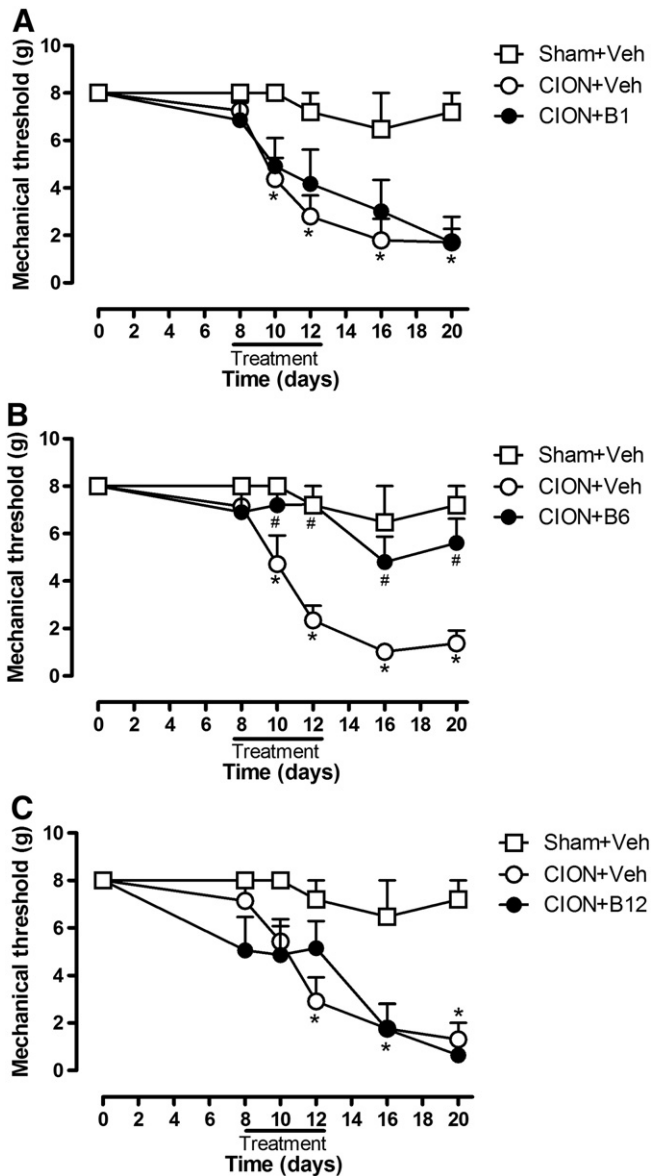 A
Mechanical threshold (g)
10
8
6
4
2
0
* * * *
0 2 4 6 8 10 12 14 16 18 20
Treatment
Time (days)
Sham+Veh
CION+Veh
CION+B1
B
Mechanical threshold (g)
10
8
6
4
2
0
# # # #
* * * *
0 2 4 6 8 10 12 14 16 18 20
Treatment
Time (days)
Sham+Veh
CION+Veh
CION+B6
C
Mechanical threshold (g)
10
8
6
4
2
0
* * *
0 2 4 6 8 10 12 14 16 18 20
Treatment
Time (days)
Sham+Veh
CION+Veh
CION+B12